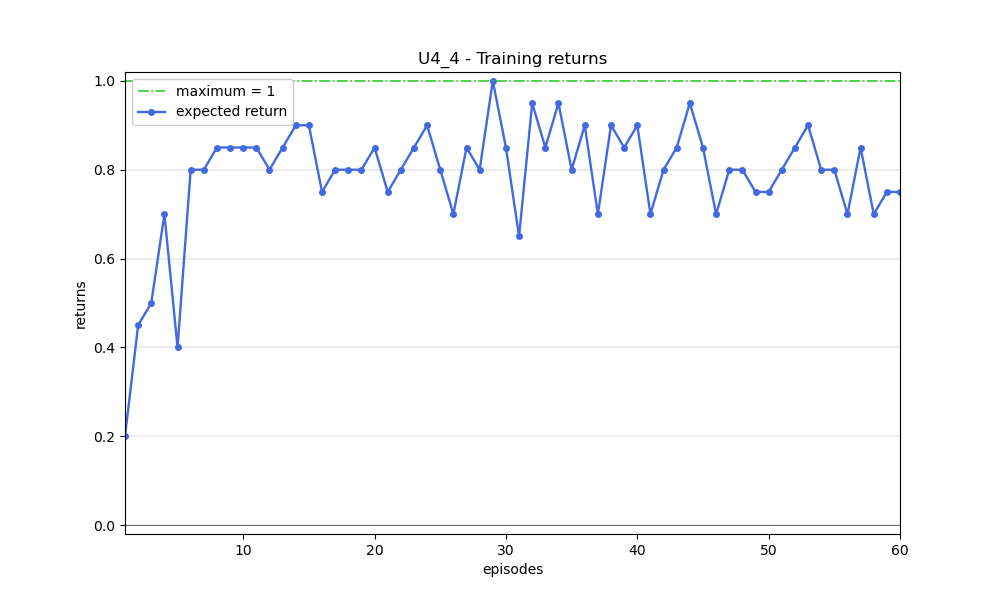 U4_4 - Training returns
maximum = 1
expected return
returns
1.0
0.8
0.6
0.4
0.2
0.0
10 20 30 40 50 60
episodes